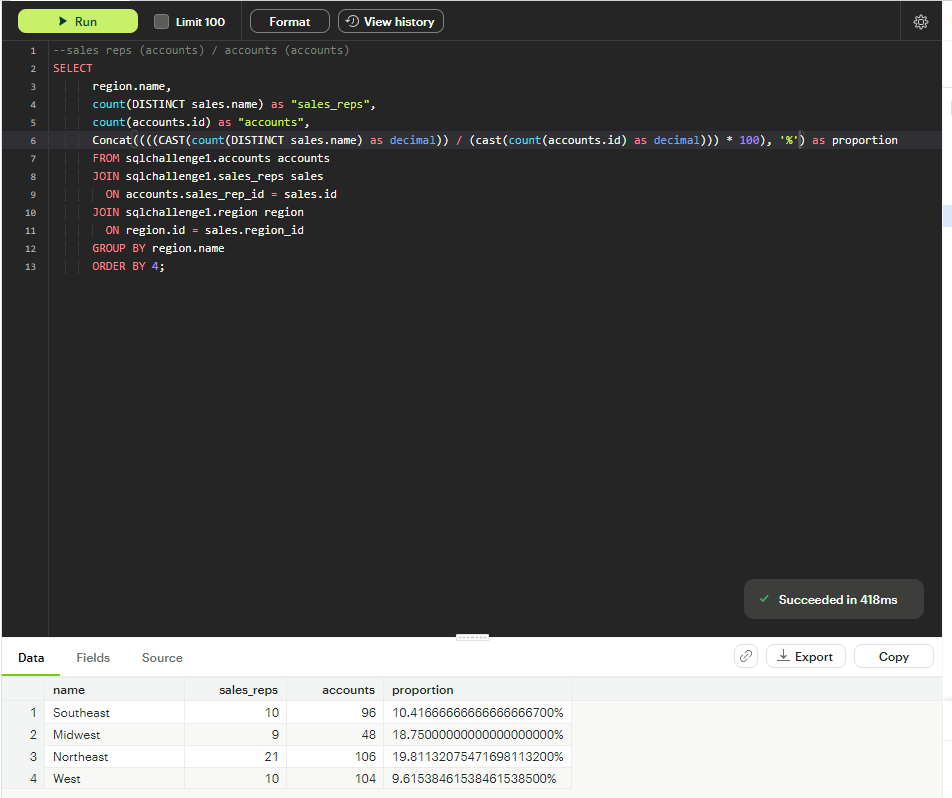 Run Limit 100 Format View history
1 --sales reps (accounts) / accounts (accounts)
2 SELECT
3 region.name,
4 count(DISTINCT sales.name) as "sales_reps",
5 count(accounts.id) as "accounts",
6 Concat((((CAST(count(DISTINCT sales.name) as decimal)) / (cast(count(accounts.id) as decimal))) * 100), '%') as proportion
7 FROM sqlchallenge1.accounts accounts
8 JOIN sqlchallenge1.sales_reps sales
9 ON accounts.sales_rep_id = sales.id
10 JOIN sqlchallenge1.region region
11 ON region.id = sales.region_id
12 GROUP BY region.name
13 ORDER BY 4;
Succeeded in 418ms
Data Fields Source Export Copy
name sales_reps accounts proportion
1 Southeast 10 96 10.41666666666666666700%
2 Midwest 9 48 18.75000000000000000000%
3 Northeast 21 106 19.81132075471698113200%
4 West 10 104 9.61538461538461538500%